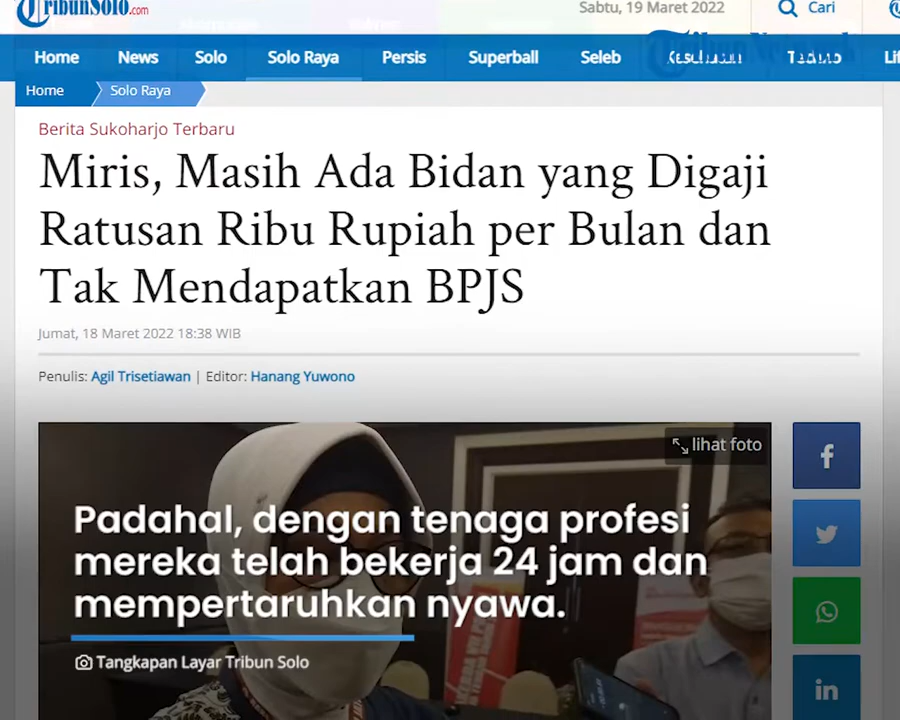 TribunSolo.com
Sabtu, 19 Maret 2022
Cari
Home News Solo Solo Raya Persis Superball Seleb Kesehatan Techno
Home Solo Raya
Berita Sukoharjo Terbaru
Miris, Masih Ada Bidan yang Digaji
Ratusan Ribu Rupiah per Bulan dan
Tak Mendapatkan BPJS
Jumat, 18 Maret 2022 18:38 WIB
Penulis: Agil Trisetiawan | Editor: Hanang Yuwono
lihat foto
Padahal, dengan tenaga profesi
mereka telah bekerja 24 jam dan
mempertaruhkan nyawa.
Tangkapan Layar Tribun Solo